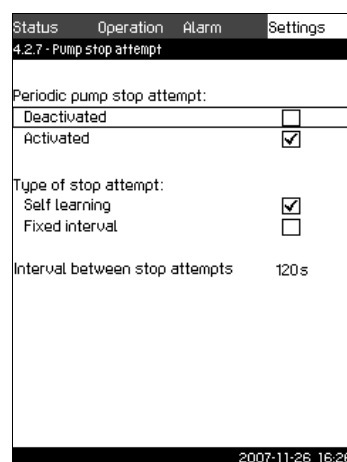 Status Operation Alarm Settings
4.2.7 - Pump stop attempt
Periodic pump stop attempt:
Deactivated
Activated
Type of stop attempt:
Self learning
Fixed interval
Interval between stop attempts 120s
2007-11-26 16:26